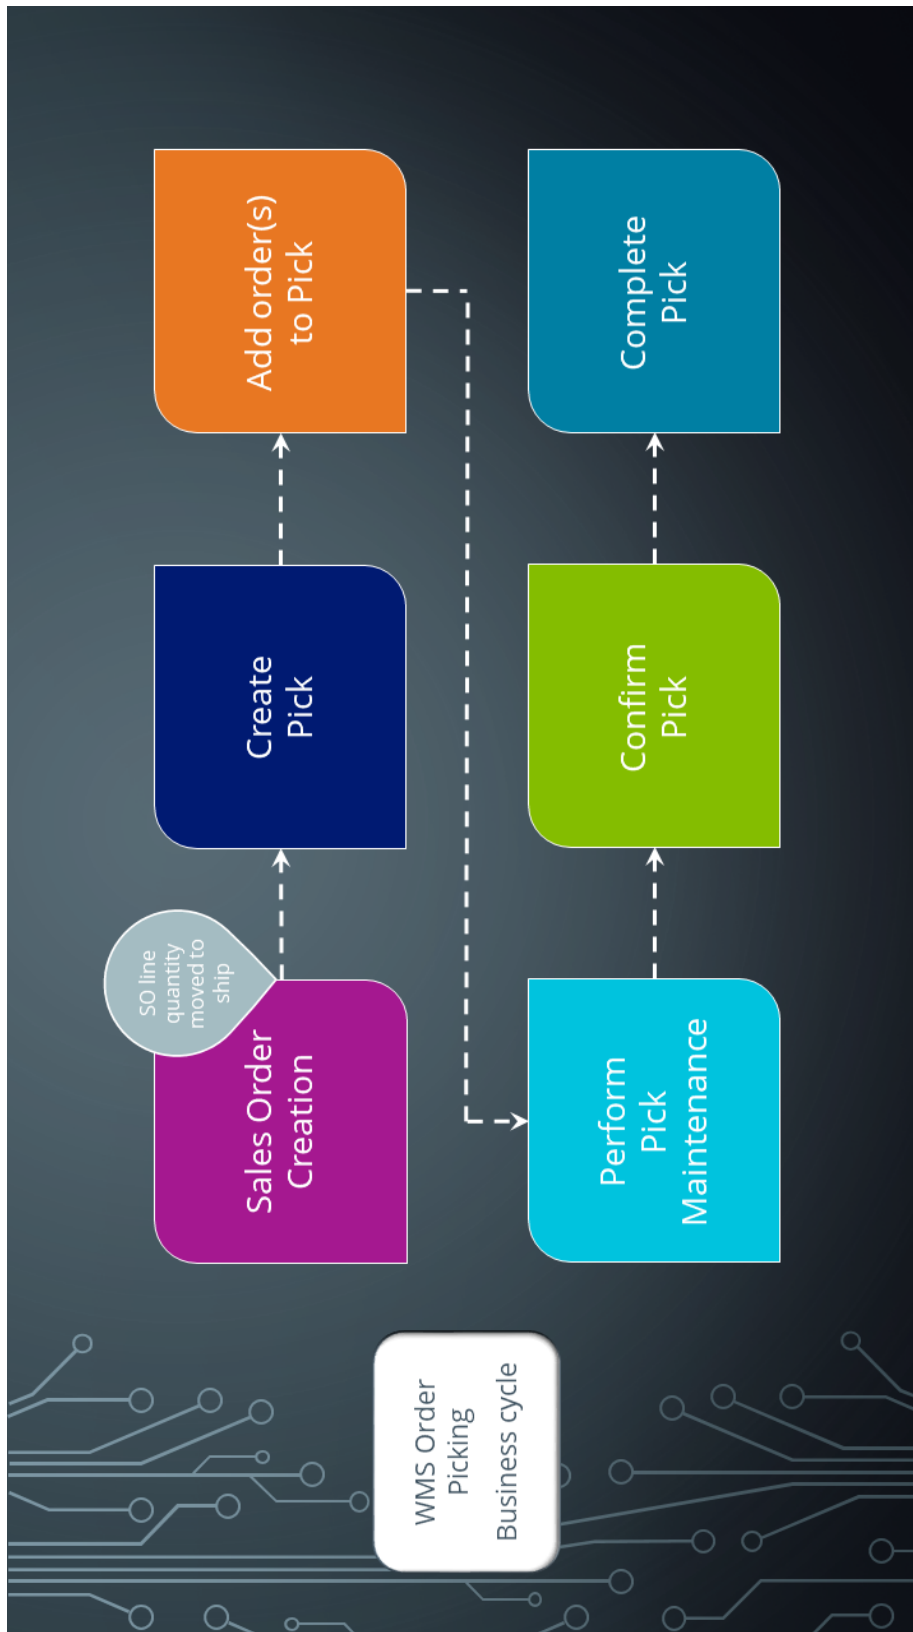 WMS Order
Picking
Business cycle
SO line
quantity
moved to
ship
Sales Order
Creation
Create
Pick
Add order(s)
to Pick
Perform
Pick
Maintenance
Confirm
Pick
Complete
Pick